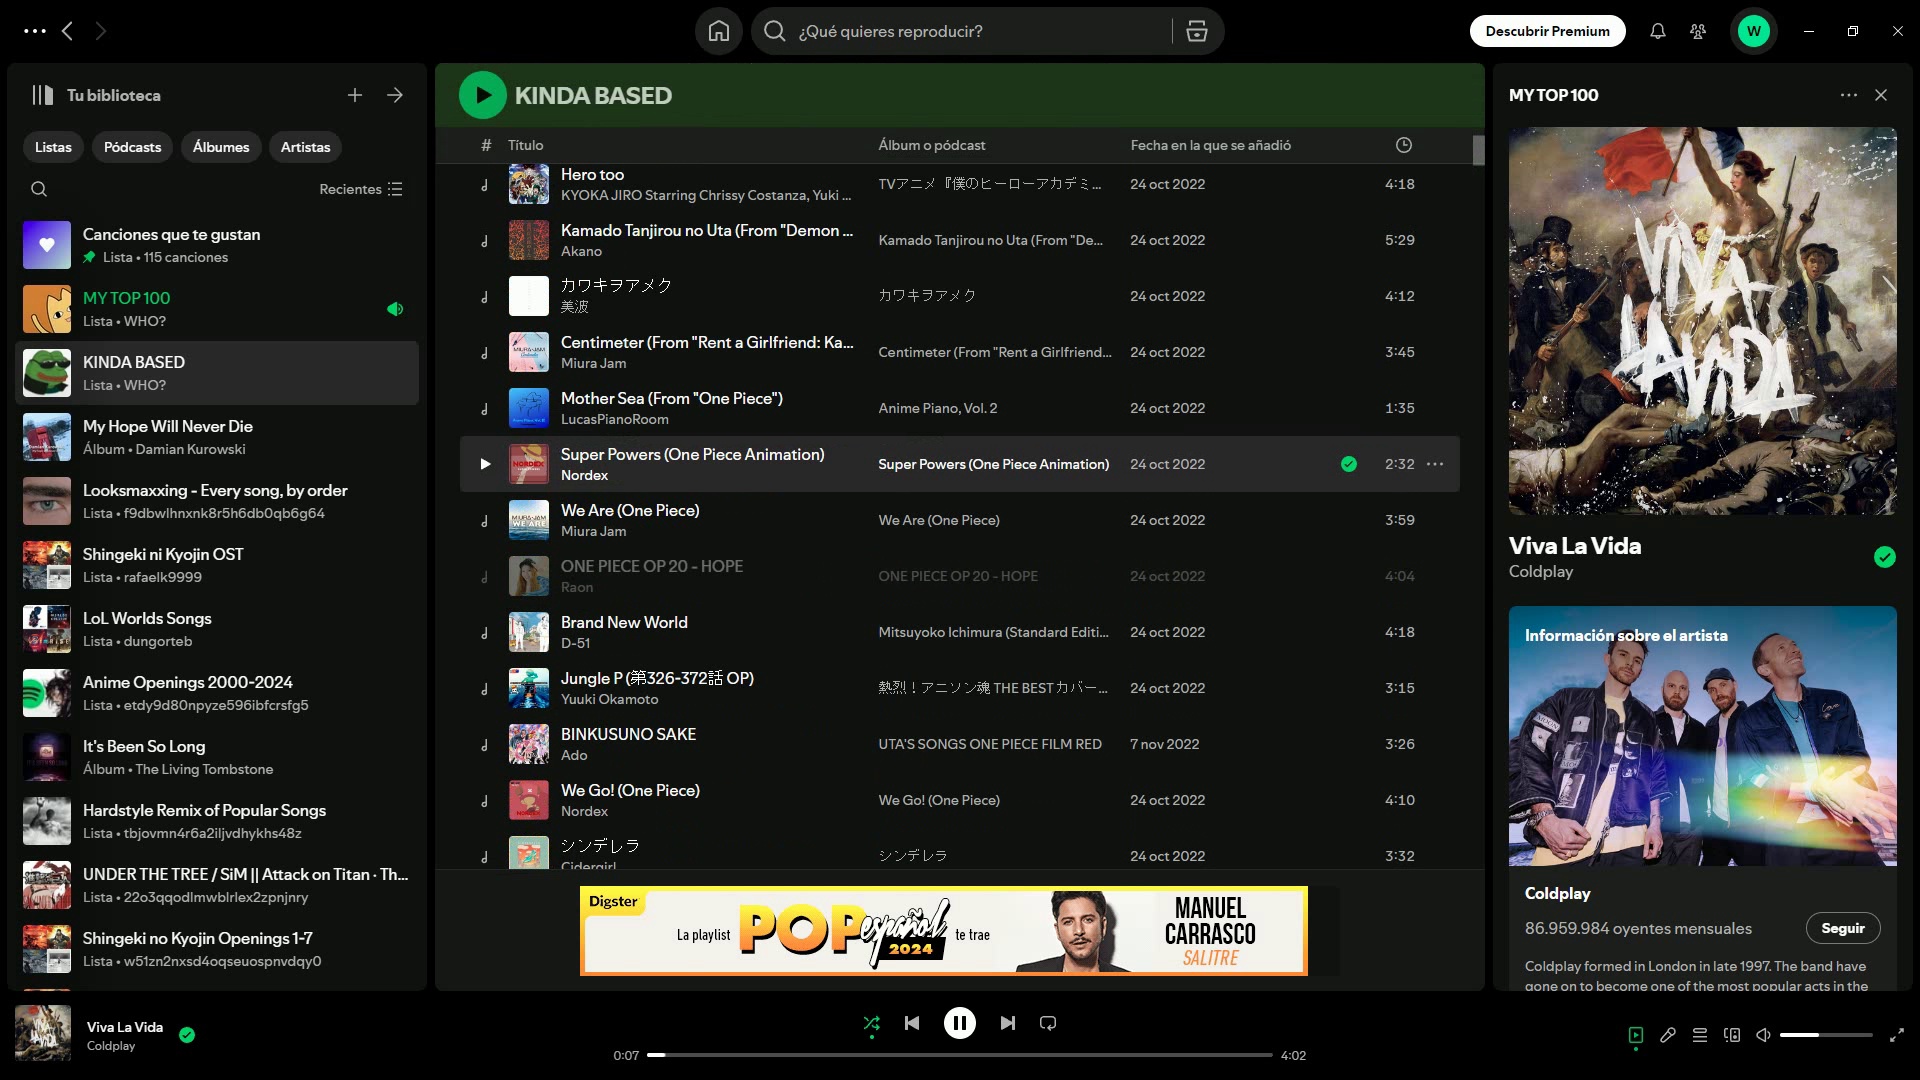 ¿Qué quieres reproducir?
Descubrir Premium
W
Tu biblioteca
Listas
Pódcasts
Álbumes
Artistas
Recientes
Canciones que te gustan
Lista • 115 canciones
MY TOP 100
Lista • WHO?
KINDA BASED
Lista • WHO?
My Hope Will Never Die
Álbum • Damian Kurowski
Looksmaxxing - Every song, by order
Lista • f9dbwlhnxnk8r5h6db0qb6g64
Shingeki ni Kyojin OST
Lista • rafaelk9999
LoL Worlds Songs
Lista • dungorteb
Anime Openings 2000-2024
Lista • etdy9d80npyze596ibfcrsfg5
It's Been So Long
Álbum • The Living Tombstone
Hardstyle Remix of Popular Songs
Lista • tbjovmn4r6a2iljvdhykhs48z
UNDER THE TREE / SiM || Attack on Titan · Th...
Lista • 22o3qqodlmwblrlex2zpnjnry
Shingeki no Kyojin Openings 1-7
Lista • w51zn2nxsd4oqseuospnvdqy0
KINDA BASED
# Título Álbum o pódcast Fecha en la que se añadió
Hero too
KYOKA JIRO Starring Chrissy Costanza, Yuki ...
TVアニメ『僕のヒーローアカデミ... 24 oct 2022 4:18
Kamado Tanjirou no Uta (From "Demon ...
Akano
Kamado Tanjirou no Uta (From "De... 24 oct 2022 5:29
カワキヲアメク
美波
カワキヲアメク 24 oct 2022 4:12
Centimeter (From "Rent a Girlfriend: Ka...
Miura Jam
Centimeter (From "Rent a Girlfriend... 24 oct 2022 3:45
Mother Sea (From "One Piece")
LucasPianoRoom
Anime Piano, Vol. 2 24 oct 2022 1:35
NORDEX
Super Powers (One Piece Animation)
Nordex
Super Powers (One Piece Animation) 24 oct 2022 2:32
MIURA JAM
WE ARE
We Are (One Piece)
Miura Jam
We Are (One Piece) 24 oct 2022 3:59
ONE PIECE OP 20 - HOPE
Raon
ONE PIECE OP 20 - HOPE 24 oct 2022 4:04
Brand New World
D-51
Mitsuyoko Ichimura (Standard Editi... 24 oct 2022 4:18
Jungle P (第326-372話 OP)
Yuuki Okamoto
熱烈！アニソン魂 THE BESTカバー... 24 oct 2022 3:15
BINKUSUNO SAKE
Ado
UTA'S SONGS ONE PIECE FILM RED 7 nov 2022 3:26
We Go! (One Piece)
Nordex
We Go! (One Piece) 24 oct 2022 4:10
シンデレラ
Cidergirl
シンデレラ 24 oct 2022 3:32
Digster
La playlist
POP
español
2024
te trae
MANUEL
CARRASCO
SALITRE
MY TOP 100
VIVA
LA VIDA
Viva La Vida
Coldplay
Información sobre el artista
Coldplay
86.959.984 oyentes mensuales
Seguir
Coldplay formed in London in late 1997. The band have
gone on to become one of the most popular acts in the
Viva La Vida
Coldplay
0:07
4:02